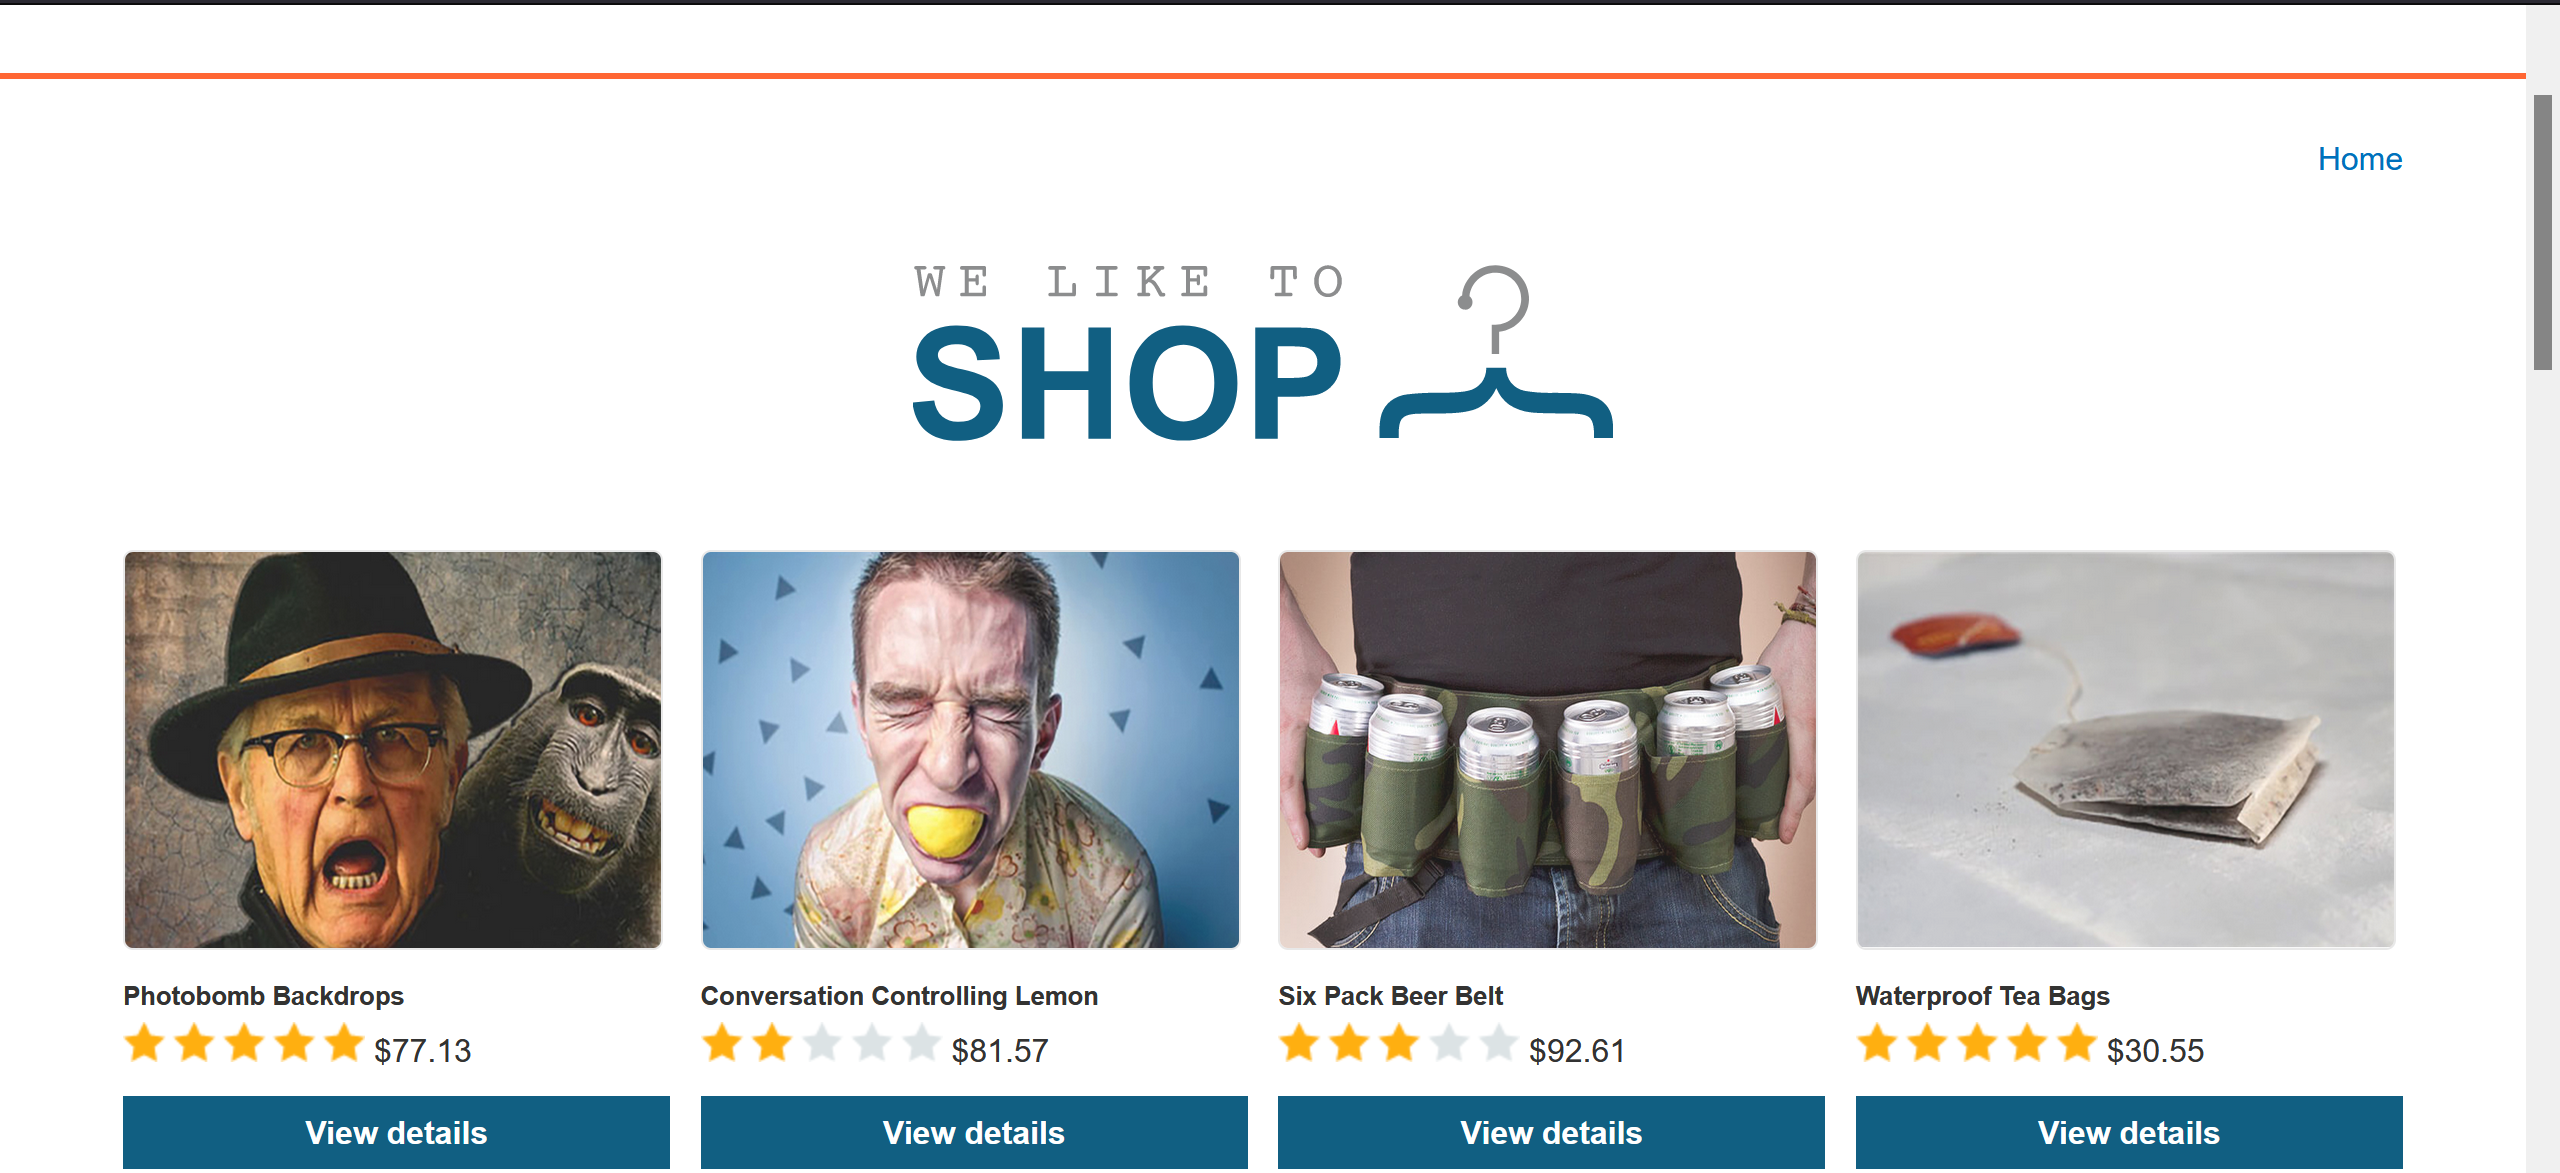 Home
WE LIKE TO
SHOP
Photobomb Backdrops
$77.13
View details
Conversation Controlling Lemon
$81.57
View details
Six Pack Beer Belt
$92.61
View details
Waterproof Tea Bags
$30.55
View details